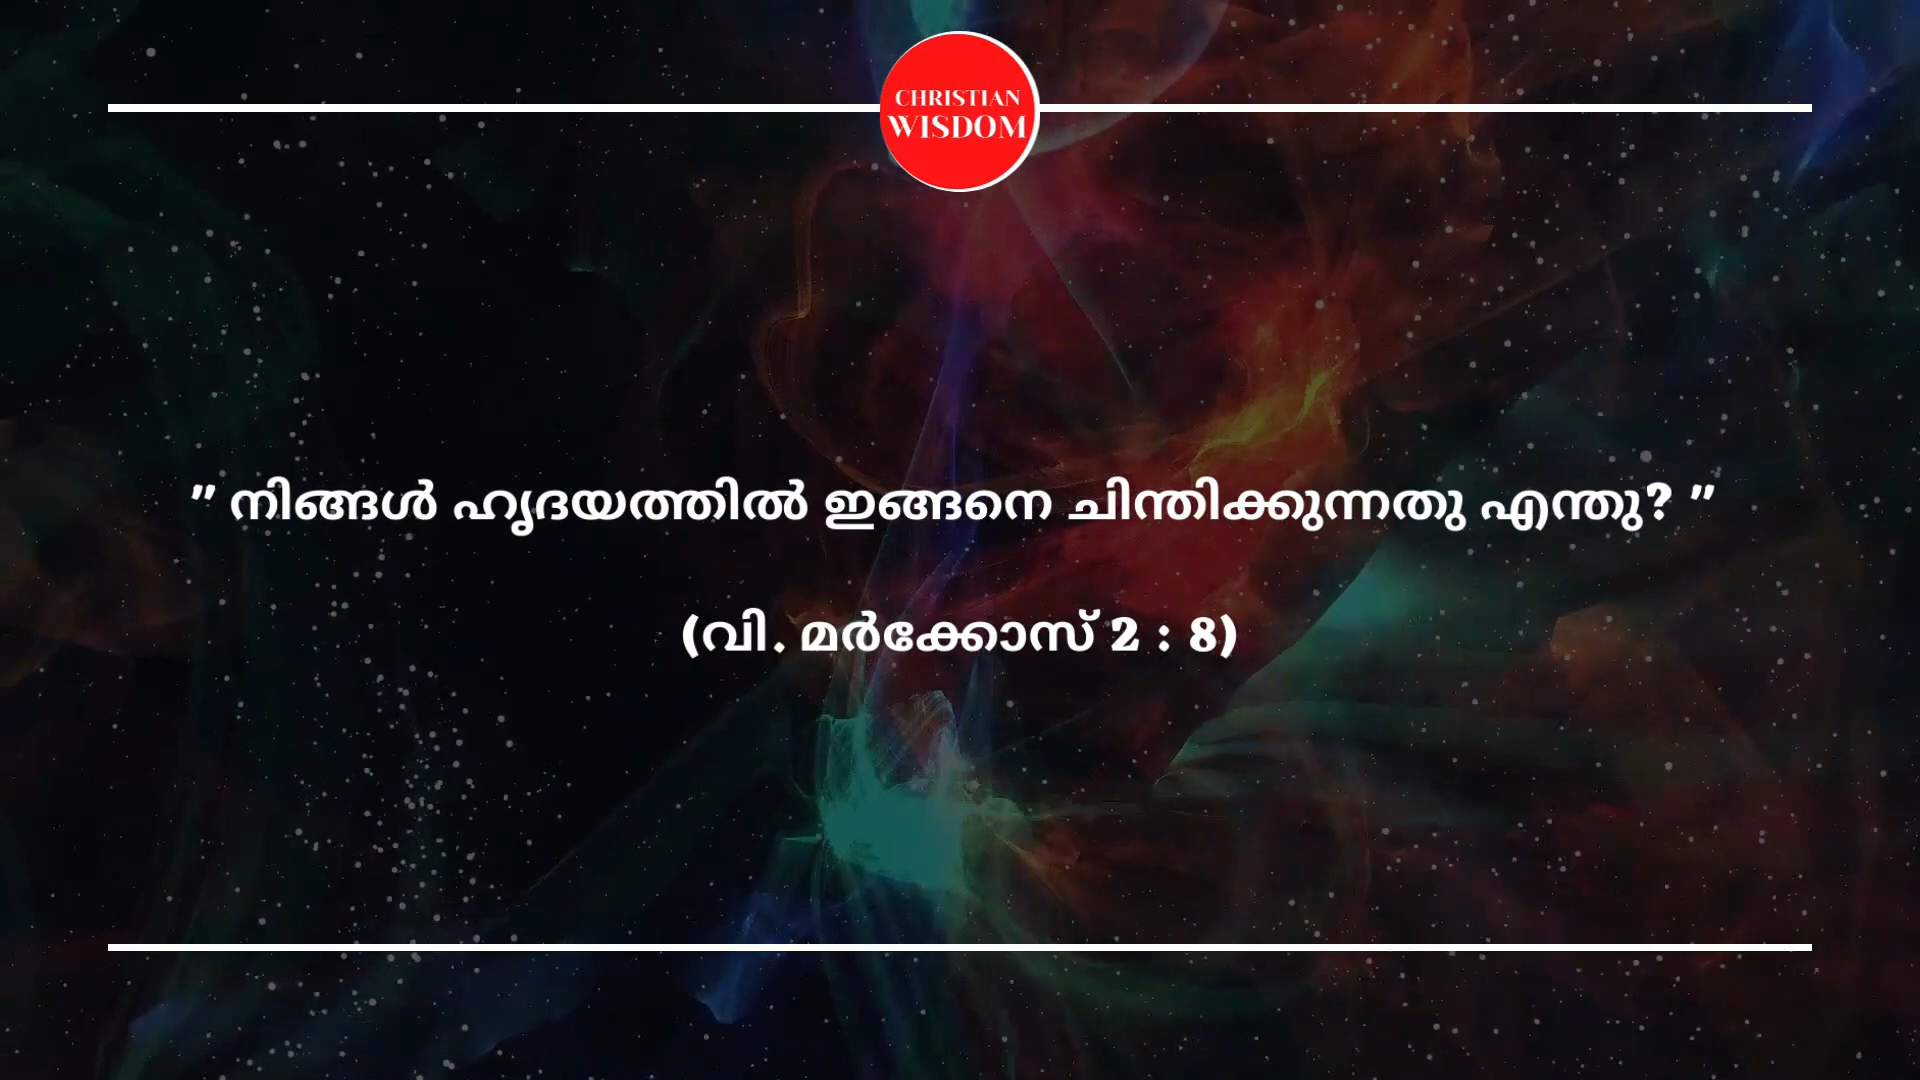 CHRISTIAN
WISDOM
" നിങ്ങൾ ഹൃദയത്തിൽ ഇങ്ങനെ ചിന്തിക്കുന്നതു എന്തു? "
(വി. മർക്കോസ് 2 : 8)